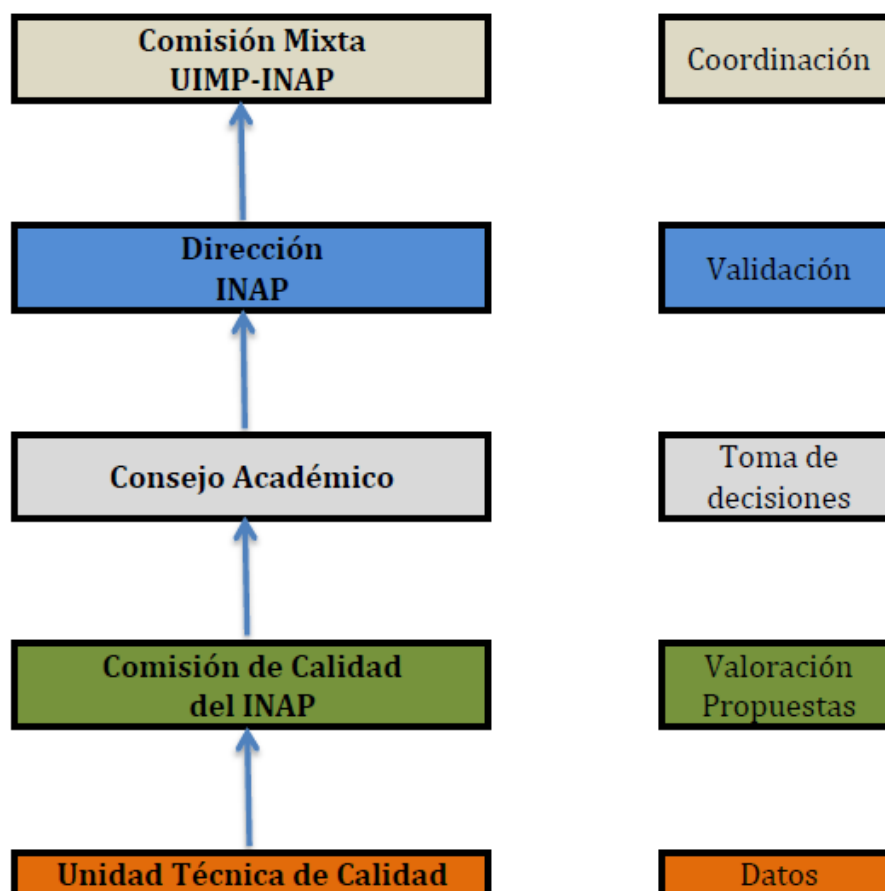 Comisión Mixta
UIMP-INAP
Coordinación
Dirección
INAP
Validación
Consejo Académico
Toma de
decisiones
Comisión de Calidad
del INAP
Valoración
Propuestas
Unidad Técnica de Calidad
Datos